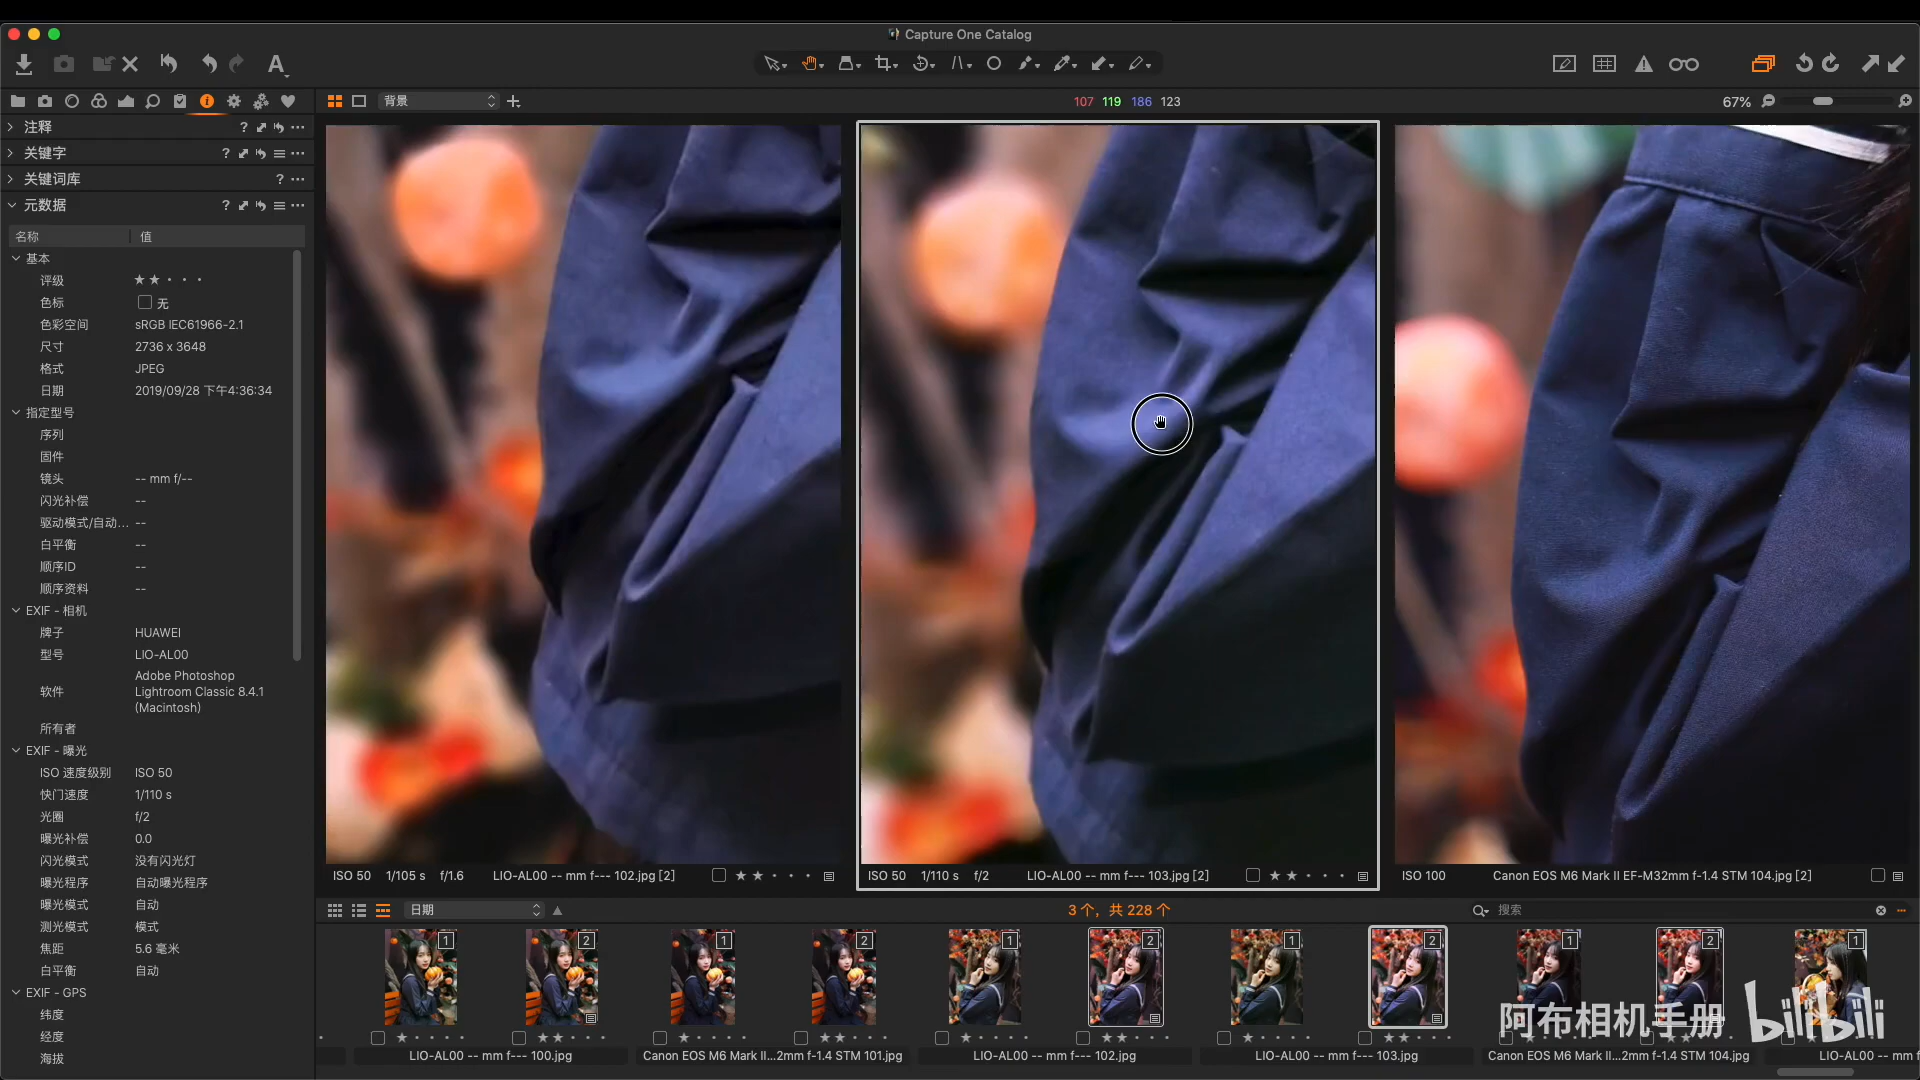 Capture One Catalog
A
背景
107 119 186 123
67%
注释
?
关键字
?
关键词库
?
元数据
?
名称 值
基本
评级
色标 无
色彩空间 sRGB IEC61966-2.1
尺寸 2736 x 3648
格式 JPEG
日期 2019/09/28 下午4:36:34
指定型号
序列
固件
镜头 -- mm f/--
闪光补偿 --
驱动模式/自动... --
白平衡 --
顺序ID --
顺序资料 --
EXIF - 相机
牌子 HUAWEI
型号 LIO-AL00
软件 Adobe Photoshop
Lightroom Classic 8.4.1
(Macintosh)
所有者
EXIF - 曝光
ISO 速度级别 ISO 50
快门速度 1/110 s
光圈 f/2
曝光补偿 0.0
闪光模式 没有闪光灯
曝光程序 自动曝光程序
曝光模式 自动
测光模式 模式
焦距 5.6 毫米
白平衡 自动
EXIF - GPS
纬度
经度
海拔
ISO 50 1/105 s f/1.6 LIO-AL00 -- mm f--- 102.jpg [2]
ISO 50 1/110 s f/2 LIO-AL00 -- mm f--- 103.jpg [2]
ISO 100 Canon EOS M6 Mark II EF-M32mm f-1.4 STM 104.jpg [2]
日期
3 个，共 228 个
搜索
1 2 1 2 1 2 1 2 1 2 1
LIO-AL00 -- mm f--- 100.jpg
Canon EOS M6 Mark II...2mm f-1.4 STM 101.jpg
LIO-AL00 -- mm f--- 102.jpg
LIO-AL00 -- mm f--- 103.jpg
Canon EOS M6 Mark II...2mm f-1.4 STM 104.jpg
LIO-AL00 -- mm f
阿布相机手册 bilibili